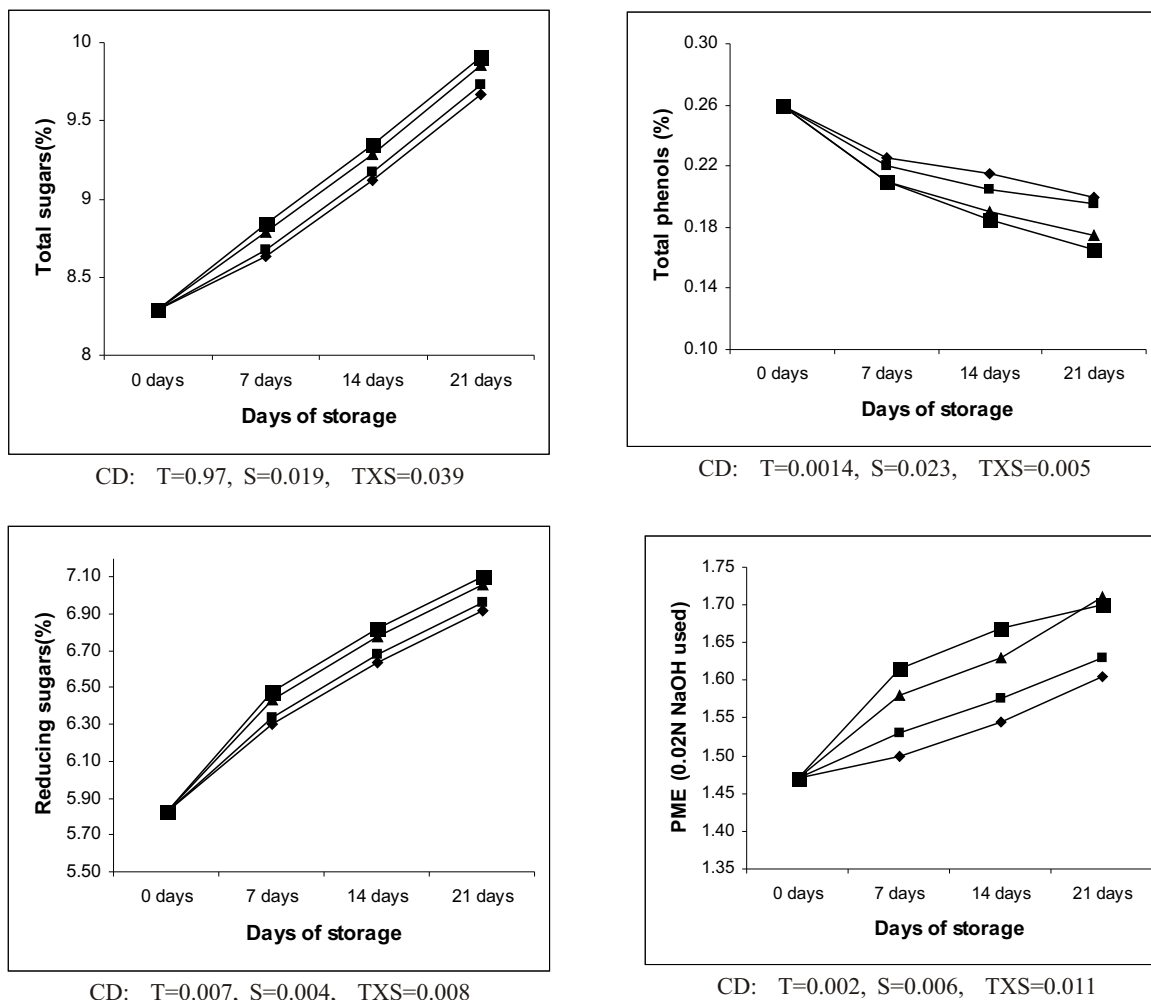 Total sugars(%)
10
9.5
9
8.5
8
0 days 7 days 14 days 21 days
Days of storage
CD: T=0.97, S=0.019, TXS=0.039
Total phenols (%)
0.30
0.26
0.22
0.18
0.14
0.10
0 days 7 days 14 days 21 days
Days of storage
CD: T=0.0014, S=0.023, TXS=0.005
Reducing sugars(%)
7.10
6.90
6.70
6.50
6.30
6.10
5.90
5.70
5.50
0 days 7 days 14 days 21 days
Days of storage
CD: T=0.007, S=0.004, TXS=0.008
PME (0.02N NaOH used)
1.75
1.70
1.65
1.60
1.55
1.50
1.45
1.40
1.35
0 days 7 days 14 days 21 days
Days of storage
CD: T=0.002, S=0.006, TXS=0.011